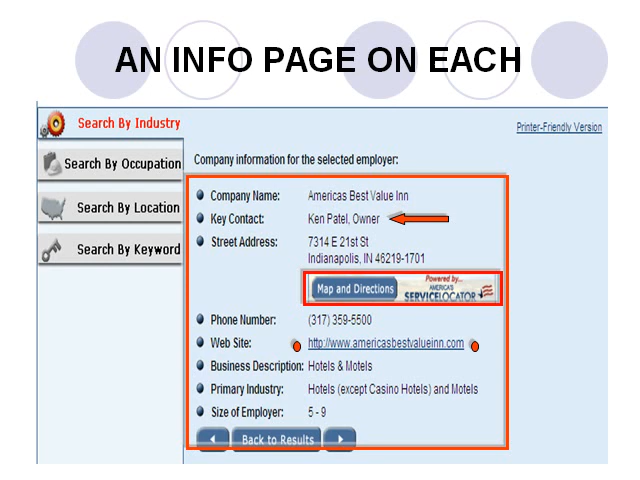 AN INFO PAGE ON EACH
Search By Industry
Printer-Friendly Version
Search By Occupation
Company information for the selected employer:
Search By Location
Search By Keyword
Company Name: Americas Best Value Inn
Key Contact: Ken Patel, Owner
Street Address: 7314 E 21st St
Indianapolis, IN 46219-1701
Map and Directions
Powered by...
AMERICA'S
SERVICELOCATOR
Phone Number: (317) 359-5500
Web Site: http://www.americasbestvalueinn.com
Business Description: Hotels & Motels
Primary Industry: Hotels (except Casino Hotels) and Motels
Size of Employer: 5 - 9
Back to Results